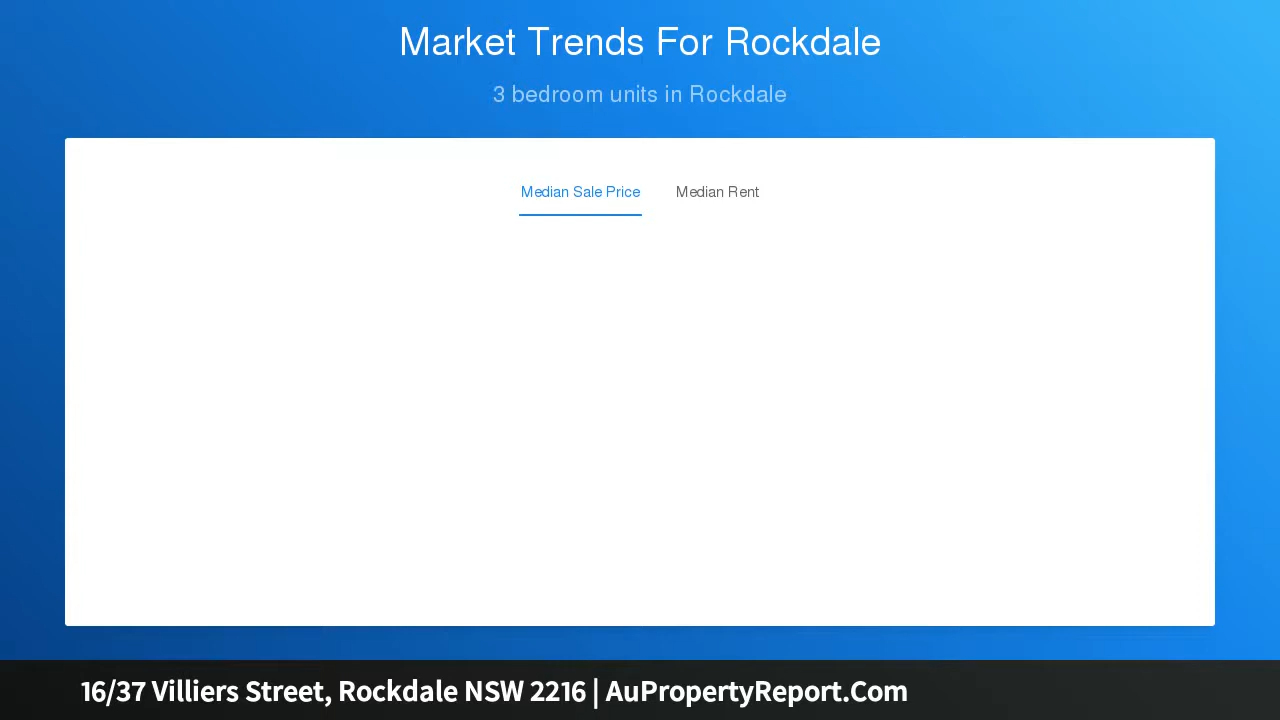 Market Trends For Rockdale
3 bedroom units in Rockdale
Median Sale Price Median Rent
16/37 Villiers Street, Rockdale NSW 2216 | AuPropertyReport.Com